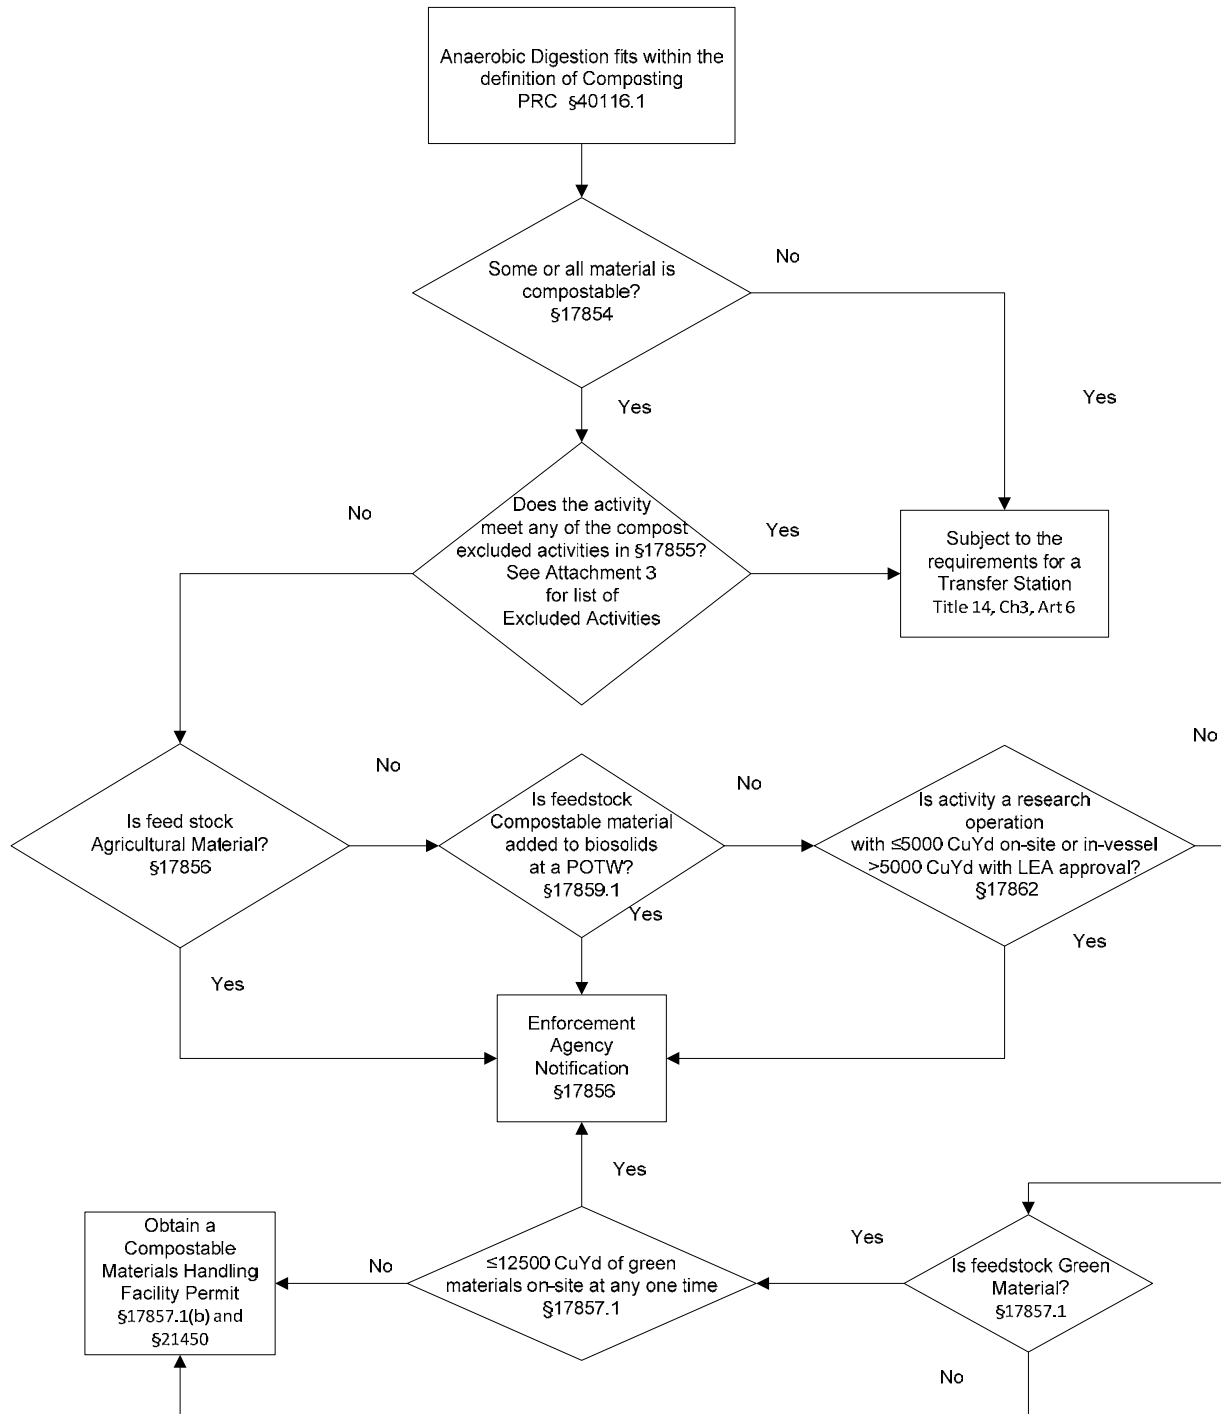 Anaerobic Digestion fits within the
definition of Composting
PRC §40116.1
No
Some or all material is
compostable?
§17854
Yes
Yes
Does the activity
meet any of the compost
excluded activities in §17855?
See Attachment 3
for list of
Excluded Activities
No
Yes
Subject to the
requirements for a
Transfer Station
Title 14, Ch3, Art 6
No
No
No
Is feed stock
Agricultural Material?
§17856
Is feedstock
Compostable material
added to biosolids
at a POTW?
§17859.1
Is activity a research
operation
with ≤5000 CuYd on-site or in-vessel
>5000 CuYd with LEA approval?
§17862
Yes
Yes
Yes
Enforcement
Agency
Notification
§17856
Yes
Obtain a
Compostable
Materials Handling
Facility Permit
§17857.1(b) and
§21450
No
≤12500 CuYd of green
materials on-site at any one time
§17857.1
Yes
Is feedstock Green
Material?
§17857.1
No